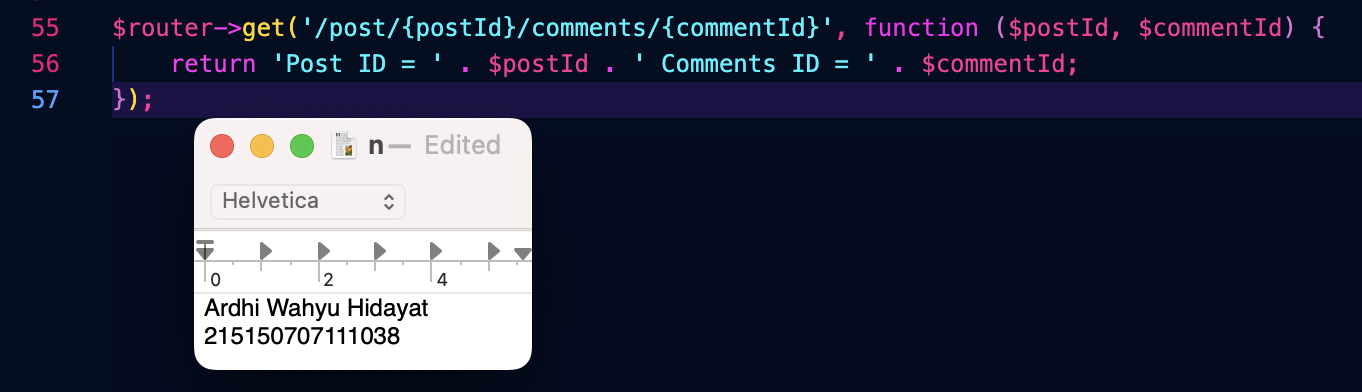 55 $router->get('/post/{postId}/comments/{commentId}', function ($postId, $commentId) {
56 return 'Post ID = ' . $postId . ' Comments ID = ' . $commentId;
57 });
n — Edited
Helvetica
0 2 4
Ardhi Wahyu Hidayat
215150707111038